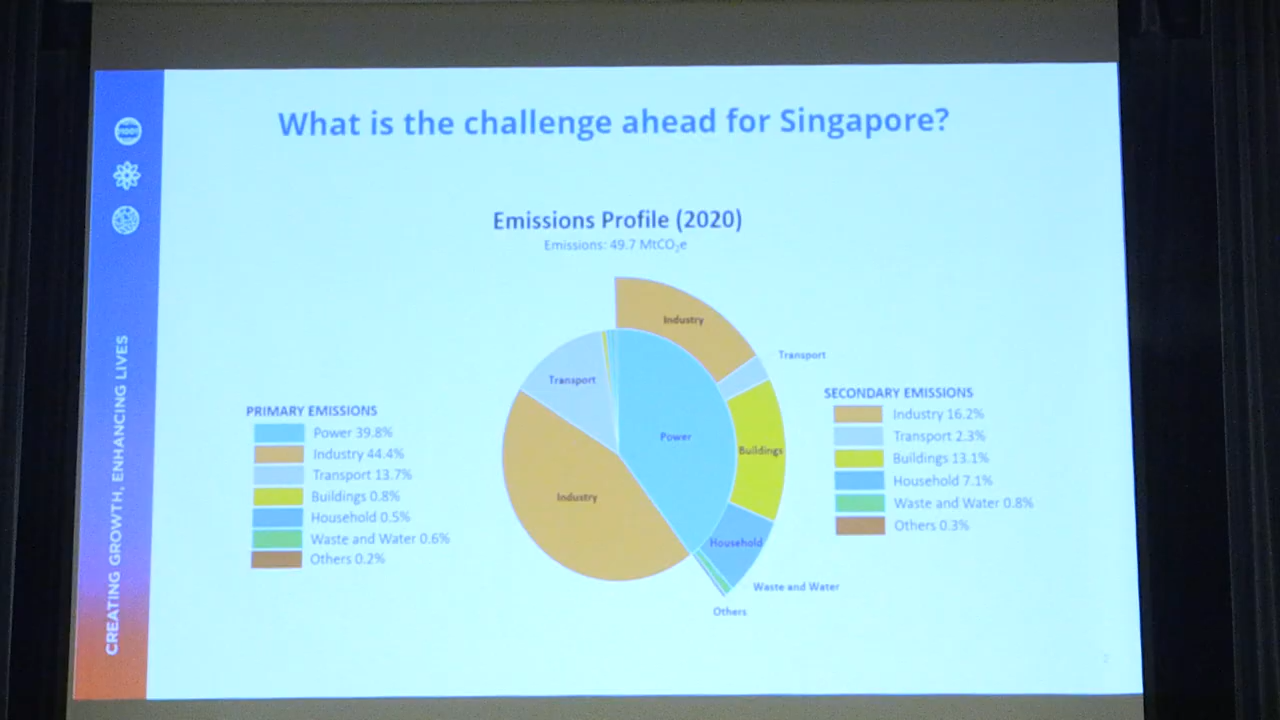 What is the challenge ahead for Singapore?
Emissions Profile (2020)
Emissions: 49.7 MtCO₂e
PRIMARY EMISSIONS
Power 39.8%
Industry 44.4%
Transport 13.7%
Buildings 0.8%
Household 0.5%
Waste and Water 0.6%
Others 0.2%
Industry
Transport
Transport
Power
Buildings
Industry
Household
Waste and Water
Others
SECONDARY EMISSIONS
Industry 16.2%
Transport 2.3%
Buildings 13.1%
Household 7.1%
Waste and Water 0.8%
Others 0.3%
CREATING GROWTH, ENHANCING LIVES
2